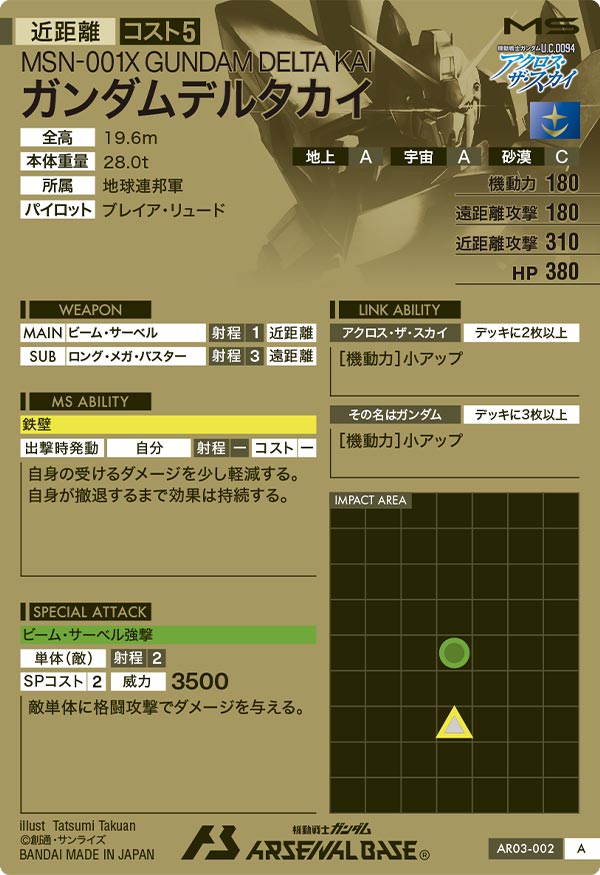 近距離 コスト5
MS
MSN-001X GUNDAM DELTA KAI
機動戦士ガンダムU.C.0094
アクロス・
ザ・スカイ
ガンダムデルタカイ
全高 19.6m
本体重量 28.0t
所属 地球連邦軍
パイロット ブレイア・リュード
地上 A 宇宙 A 砂漠 C
機動力 180
遠距離攻撃 180
近距離攻撃 310
HP 380
WEAPON
MAIN ビーム・サーベル 射程 1 近距離
SUB ロング・メガ・バスター 射程 3 遠距離
MS ABILITY
鉄壁
出撃時発動 自分 射程 ー コスト ー
自身の受けるダメージを少し軽減する。
自身が撤退するまで効果は持続する。
SPECIAL ATTACK
ビーム・サーベル強撃
単体(敵) 射程 2
SPコスト 2 威力 3500
敵単体に格闘攻撃でダメージを与える。
LINK ABILITY
アクロス・ザ・スカイ デッキに2枚以上
[機動力]小アップ
その名はガンダム デッキに3枚以上
[機動力]小アップ
IMPACT AREA
illust Tatsumi Takuan
©創通・サンライズ
BANDAI MADE IN JAPAN
機動戦士ガンダム
ARSENAL BASE®
AR03-002 A